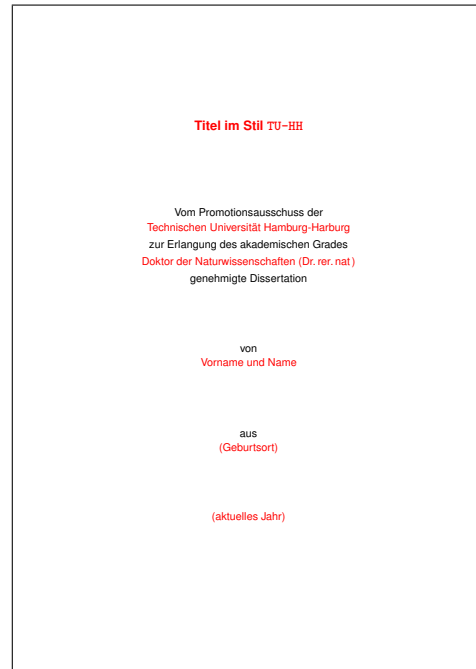 Titel im Stil TU-HH
Vom Promotionsausschuss der
Technischen Universität Hamburg-Harburg
zur Erlangung des akademischen Grades
Doktor der Naturwissenschaften (Dr. rer. nat)
genehmigte Dissertation
von
Vorname und Name
aus
(Geburtsort)
(aktuelles Jahr)